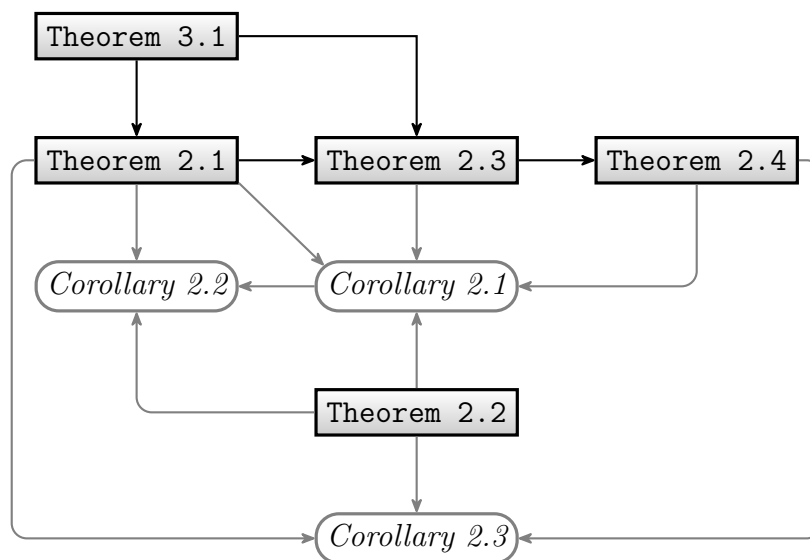 Theorem 3.1
Theorem 2.1
Theorem 2.3
Theorem 2.4
Corollary 2.2
Corollary 2.1
Theorem 2.2
Corollary 2.3